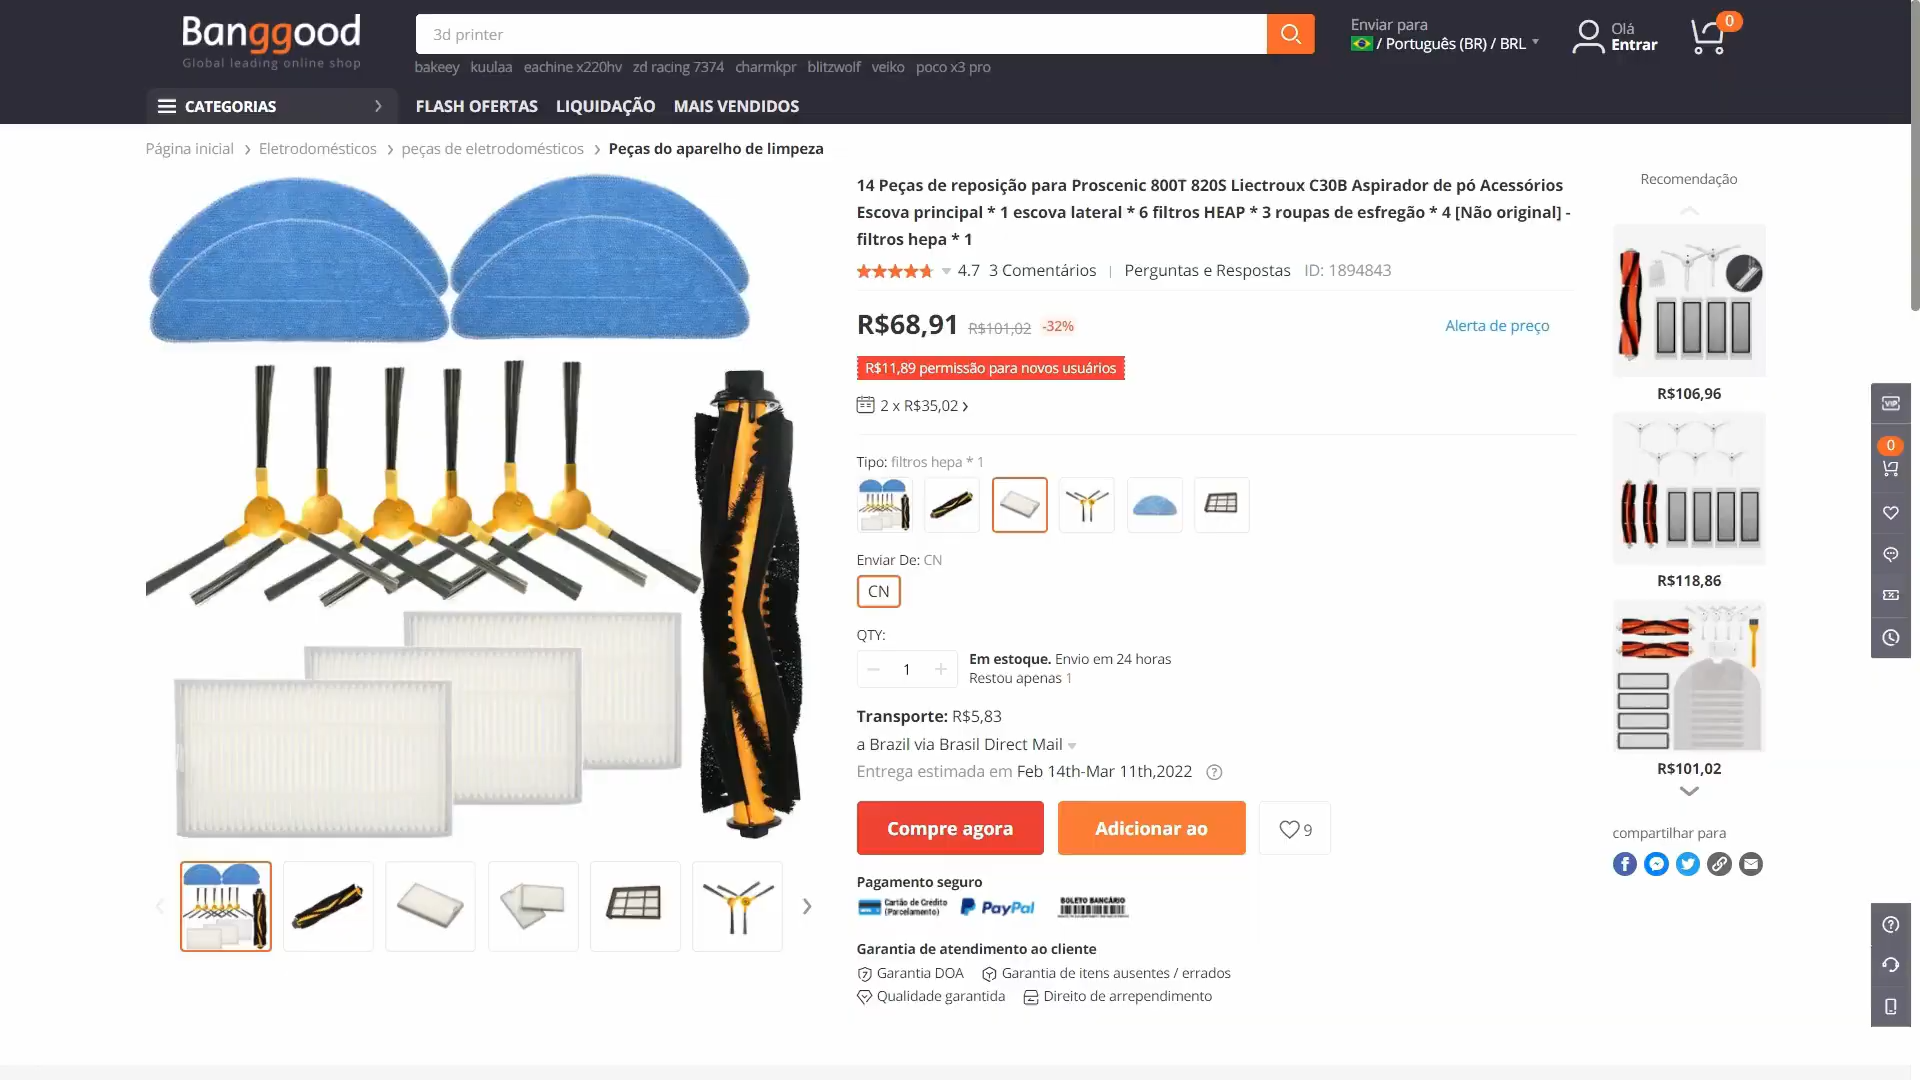 Banggood
Global leading online shop
3d printer
bakeey kuulaa eachine x220hv zd racing 7374 charmkpr blitzwolf veiko poco x3 pro
Enviar para
/ Português (BR) / BRL
Olá
Entrar
0
CATEGORIAS
FLASH OFERTAS LIQUIDAÇÃO MAIS VENDIDOS
Página inicial > Eletrodomésticos > peças de eletrodomésticos > Peças do aparelho de limpeza
14 Peças de reposição para Proscenic 800T 820S Liectroux C30B Aspirador de pó Acessórios
Escova principal * 1 escova lateral * 6 filtros HEAP * 3 roupas de esfregão * 4 [Não original] -
filtros hepa * 1
4.7 3 Comentários | Perguntas e Respostas ID: 1894843
R$68,91 R$101,02 -32%
Alerta de preço
R$11,89 permissão para novos usuários
2 x R$35,02 >
Tipo: filtros hepa * 1
Enviar De: CN
CN
QTY:
1
Em estoque. Envio em 24 horas
Restou apenas 1
Transporte: R$5,83
a Brazil via Brasil Direct Mail
Entrega estimada em Feb 14th-Mar 11th,2022
Compre agora
Adicionar ao
9
Pagamento seguro
Cartão de Crédito
(Parcelamento)
PayPal
BOLETO BANCÁRIO
Garantia de atendimento ao cliente
Garantia DOA
Garantia de itens ausentes / errados
Qualidade garantida
Direito de arrependimento
Recomendação
R$106,96
R$118,86
R$101,02
compartilhar para
VIP
0